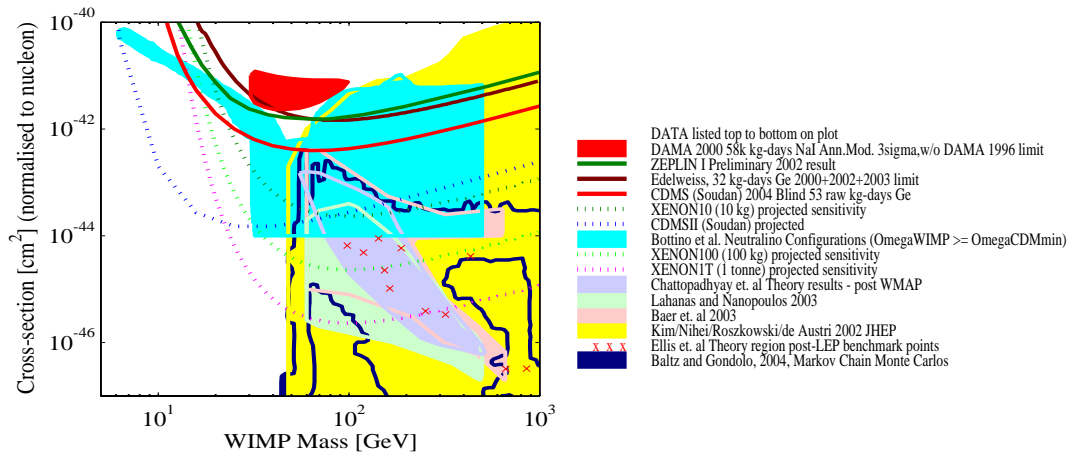 10^-40
10^-42
10^-44
10^-46
Cross-section [cm^2] (normalised to nucleon)
10^1
10^2
10^3
WIMP Mass [GeV]
DATA listed top to bottom on plot
DAMA 2000 58k kg-days NaI Ann.Mod. 3sigma,w/o DAMA 1996 limit
ZEPLIN I Preliminary 2002 result
Edelweiss, 32 kg-days Ge 2000+2002+2003 limit
CDMS (Soudan) 2004 Blind 53 raw kg-days Ge
XENON10 (10 kg) projected sensitivity
CDMSII (Soudan) projected
Bottino et al. Neutralino Configurations (OmegaWIMP >= OmegaCDMmin)
XENON100 (100 kg) projected sensitivity
XENON1T (1 tonne) projected sensitivity
Chattopadhyay et. al Theory results - post WMAP
Lahanas and Nanopoulos 2003
Baer et. al 2003
Kim/Nihei/Roszkowski/de Austri 2002 JHEP
x x x Ellis et. al Theory region post-LEP benchmark points
Baltz and Gondolo, 2004, Markov Chain Monte Carlos